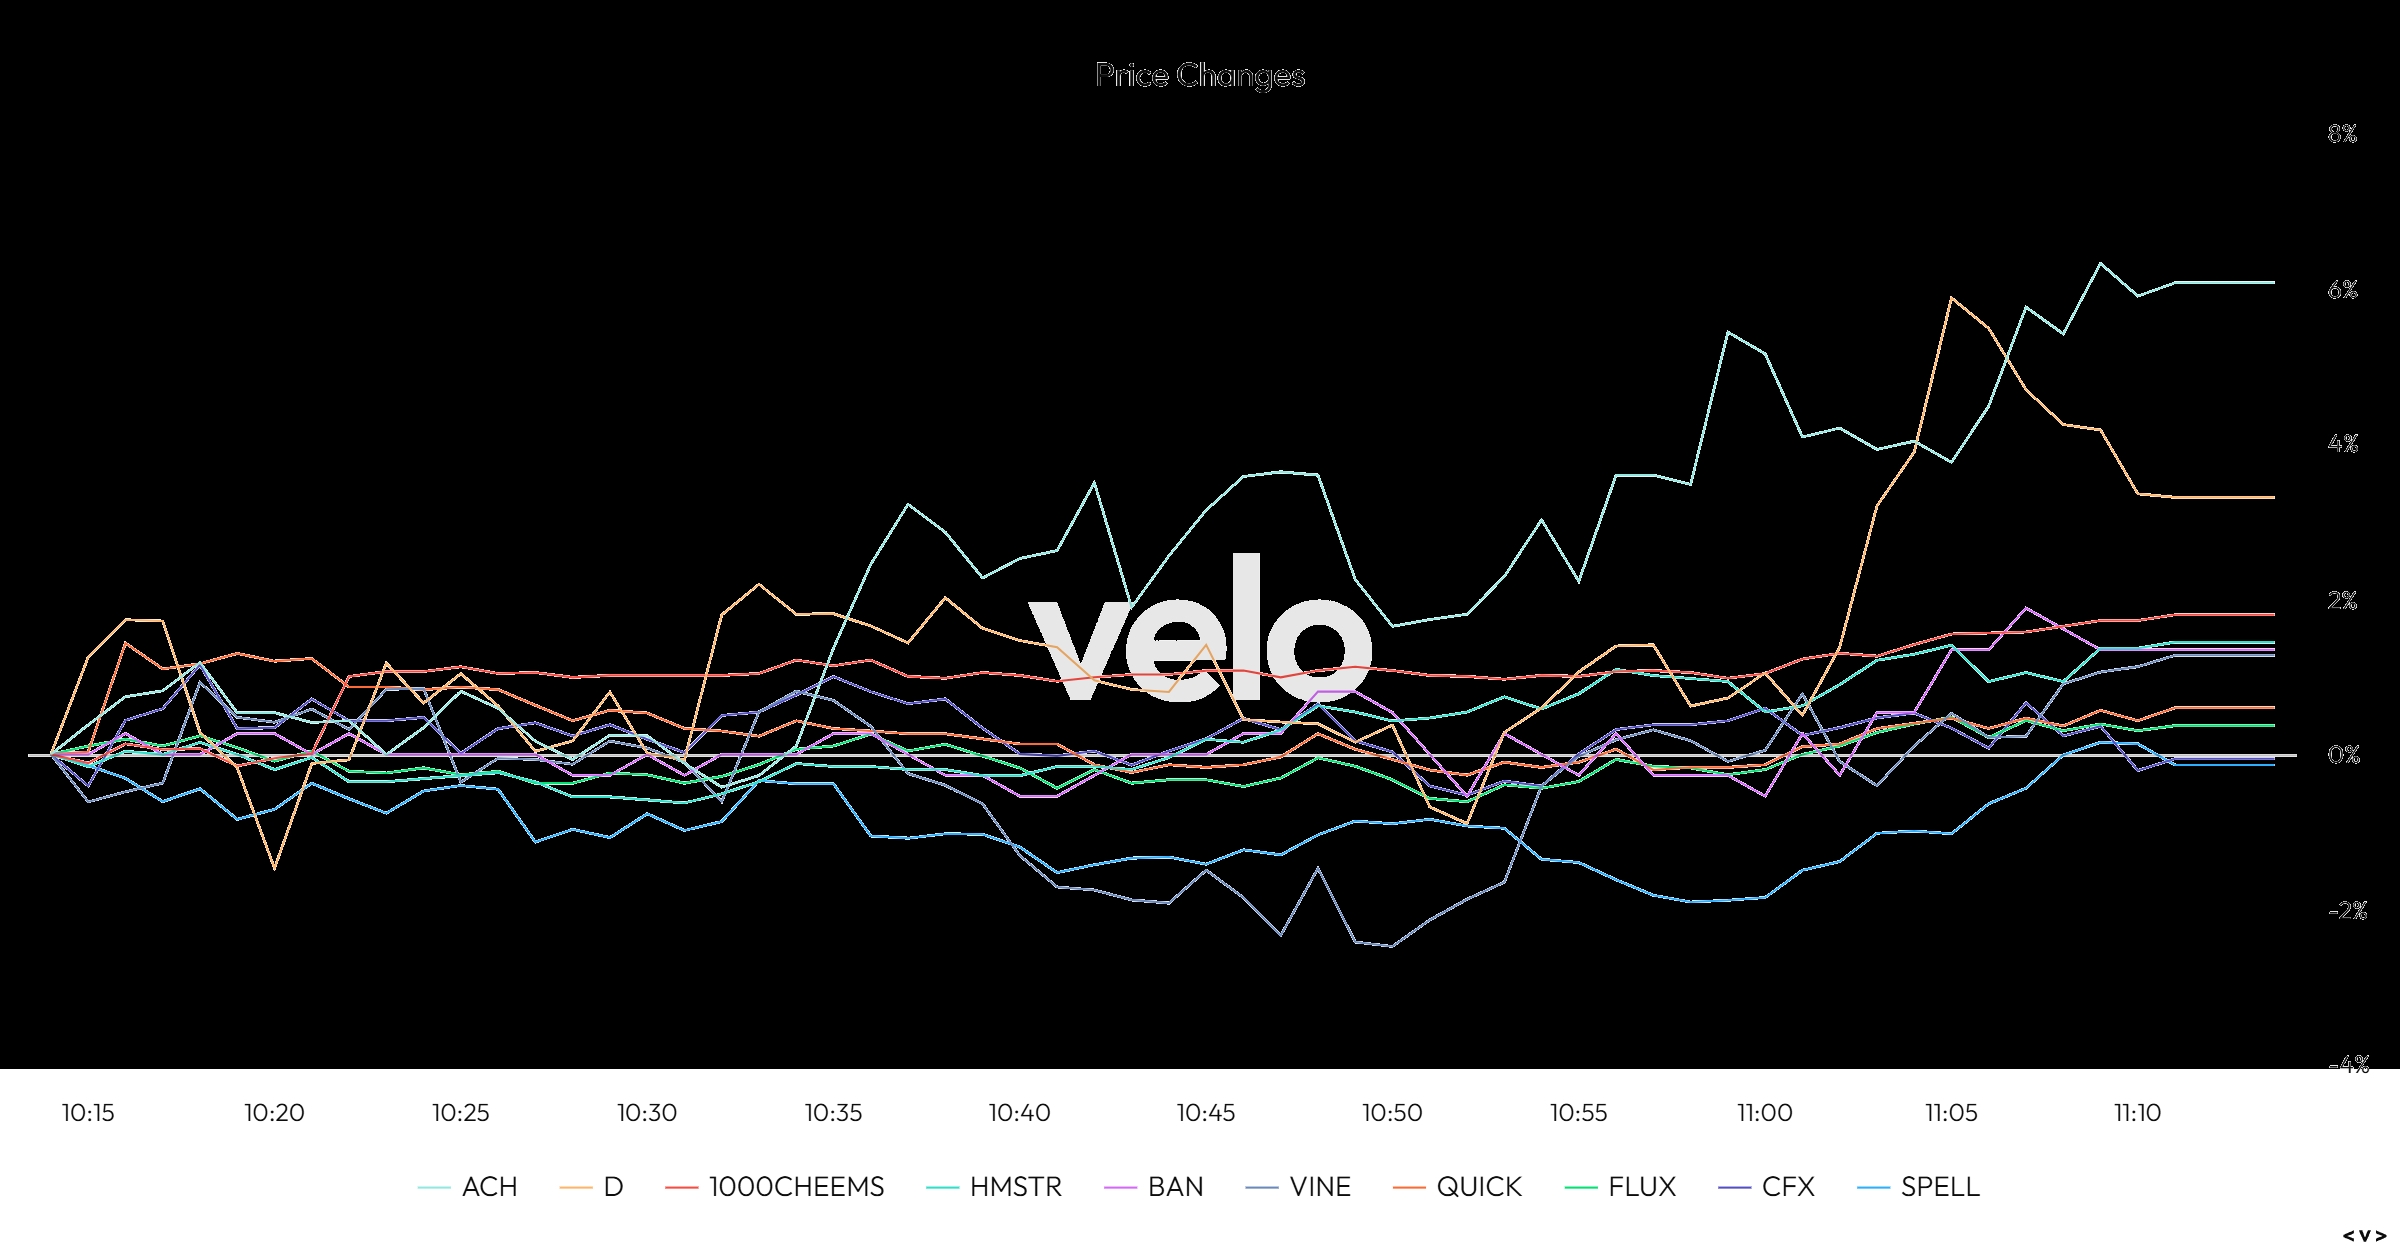 Price Changes
8%
6%
4%
2%
0%
-2%
-4%
velo
10:15 10:20 10:25 10:30 10:35 10:40 10:45 10:50 10:55 11:00 11:05 11:10
ACH D 1000CHEEMS HMSTR BAN VINE QUICK FLUX CFX SPELL
<v>